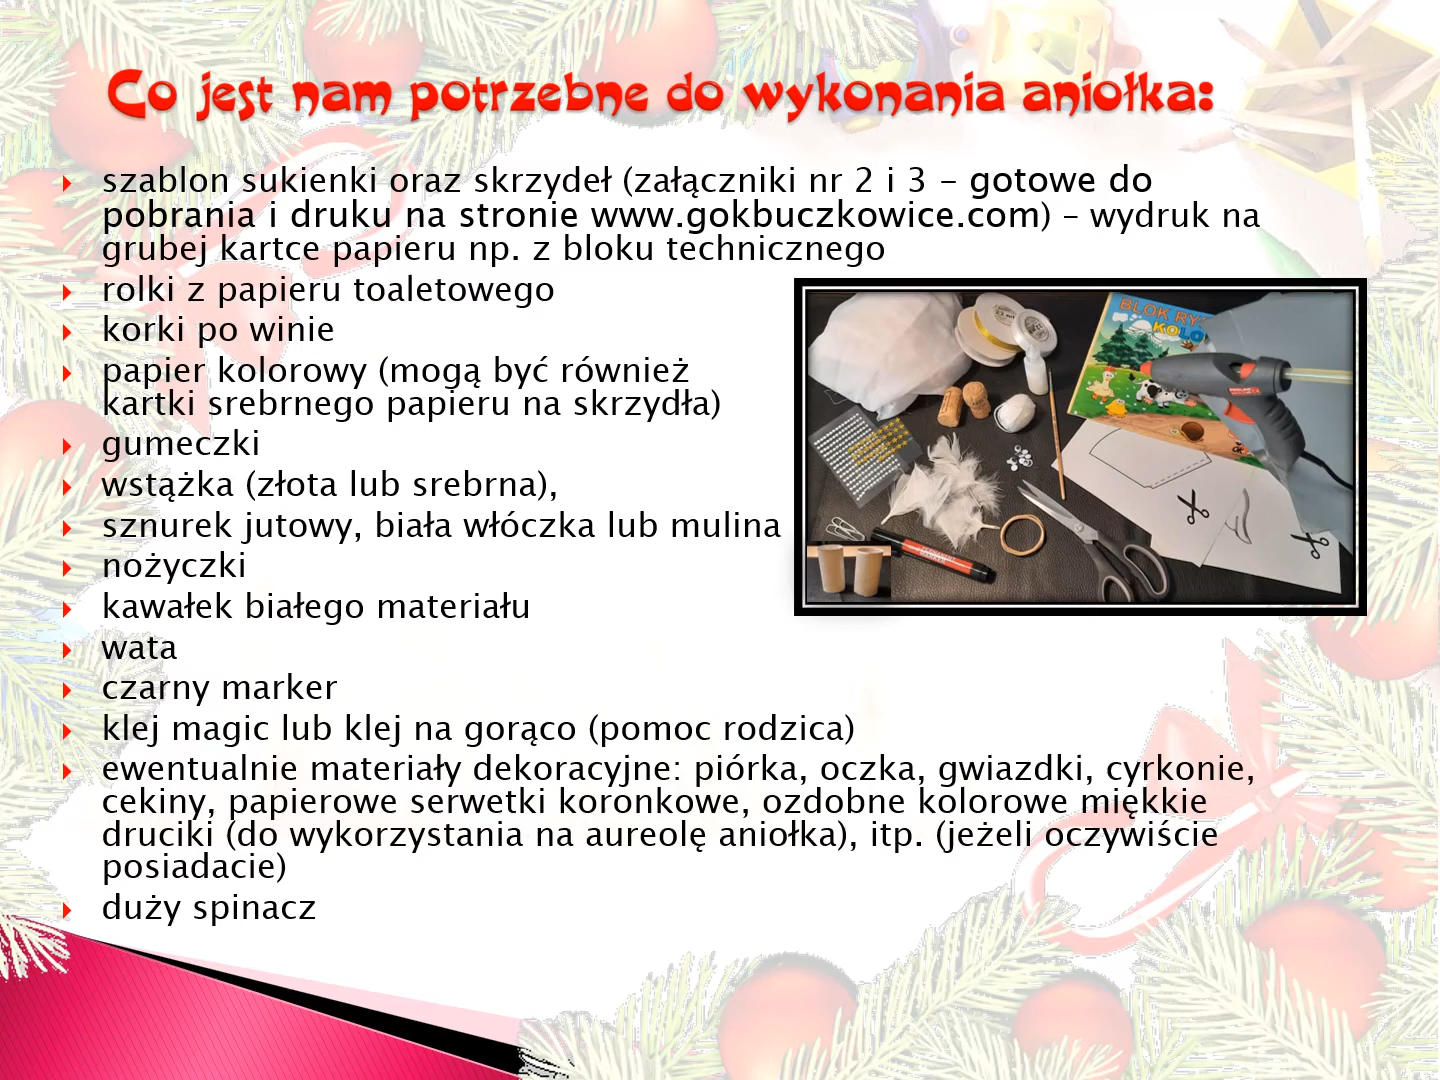 Co jest nam potrzebne do wykonania aniołka:
szablon sukienki oraz skrzydeł (załączniki nr 2 i 3 – gotowe do
pobrania i druku na stronie www.gokbuczkowice.com) – wydruk na
grubej kartce papieru np. z bloku technicznego
rolki z papieru toaletowego
korki po winie
papier kolorowy (mogą być również
kartki srebrnego papieru na skrzydła)
gumeczki
wstążka (złota lub srebrna),
sznurek jutowy, biała włóczka lub mulina
nożyczki
kawałek białego materiału
wata
czarny marker
klej magic lub klej na gorąco (pomoc rodzica)
ewentualnie materiały dekoracyjne: piórka, oczka, gwiazdki, cyrkonie,
cekiny, papierowe serwetki koronkowe, ozdobne kolorowe miękkie
druciki (do wykorzystania na aureolę aniołka), itp. (jeżeli oczywiście
posiadacie)
duży spinacz
BLOK RY
KOLO